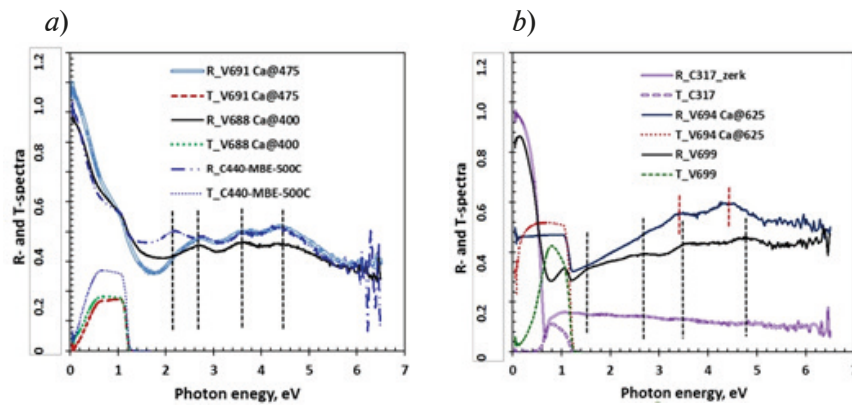 a)
R- and T-spectra
1.2
1.0
0.8
0.6
0.4
0.2
0
R_V691 Ca@475
T_V691 Ca@475
R_V688 Ca@400
T_V688 Ca@400
R_C440-MBE-500C
T_C440-MBE-500C
0 1 2 3 4 5 6 7
Photon enegy, eV
b)
R- and T-spectra
1.2
1.0
0.8
0.6
0.4
0.2
0
R_C317_zerk
T_C317
R_V694 Ca@625
T_V694 Ca@625
R_V699
T_V699
0 1 2 3 4 5 6 7
Photon enegy, eV